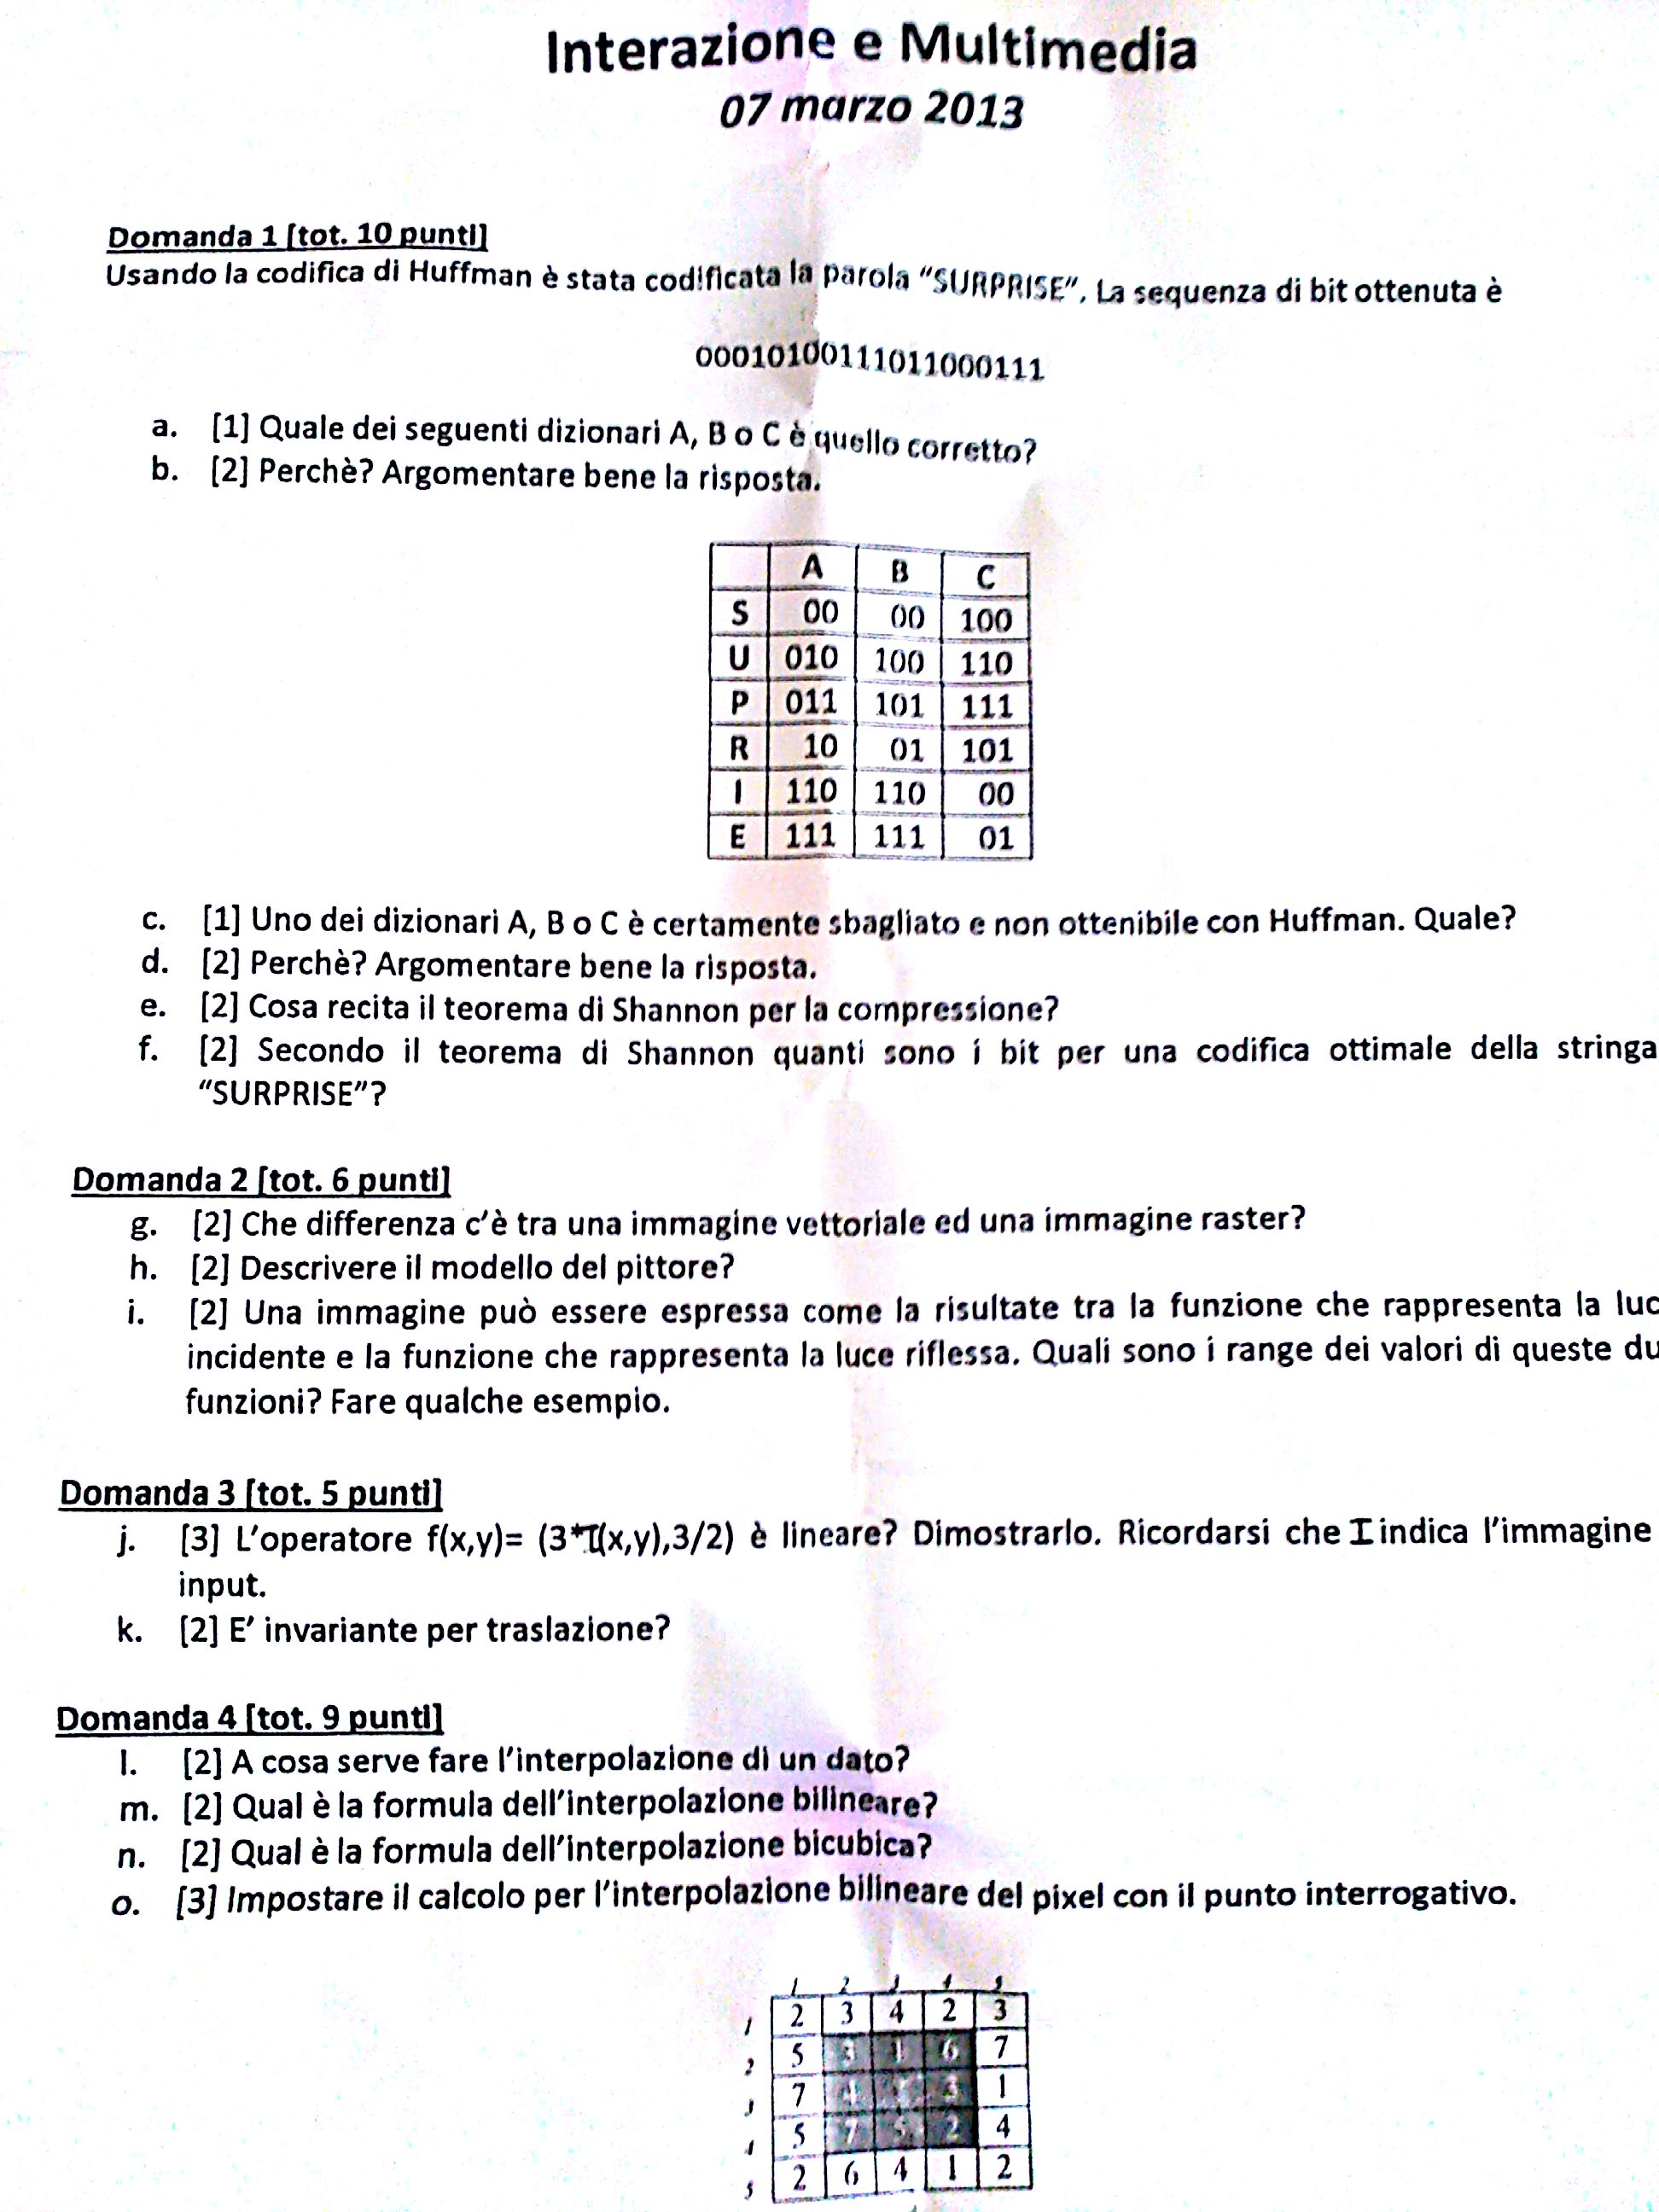 Interazione e Multimedia
07 marzo 2013
Domanda 1 [tot. 10 punti]
Usando la codifica di Huffman è stata codificata la parola “SURPRISE”. La sequenza di bit ottenuta è
000101001110110001​11
a. [1] Quale dei seguenti dizionari A, B o C è quello corretto?
b. [2] Perchè? Argomentare bene la risposta.
A B C
S 00 00 100
U 010 100 110
P 011 101 111
R 10 01 101
I 110 110 00
E 111 111 01
c. [1] Uno dei dizionari A, B o C è certamente sbagliato e non ottenibile con Huffman. Quale?
d. [2] Perchè? Argomentare bene la risposta.
e. [2] Cosa recita il teorema di Shannon per la compressione?
f. [2] Secondo il teorema di Shannon quanti sono i bit per una codifica ottimale della stringa
“SURPRISE”?
Domanda 2 [tot. 6 punti]
g. [2] Che differenza c’è tra una immagine vettoriale ed una immagine raster?
h. [2] Descrivere il modello del pittore?
i. [2] Una immagine può essere espressa come la risultate tra la funzione che rappresenta la luc
incidente e la funzione che rappresenta la luce riflessa. Quali sono i range dei valori di queste du
funzioni? Fare qualche esempio.
Domanda 3 [tot. 5 punti]
j. [3] L’operatore f(x,y)= (3*I(x,y),3/2) è lineare? Dimostrarlo. Ricordarsi che I indica l’immagine
input.
k. [2] E’ invariante per traslazione?
Domanda 4 [tot. 9 punti]
l. [2] A cosa serve fare l’interpolazione di un dato?
m. [2] Qual è la formula dell’interpolazione bilineare?
n. [2] Qual è la formula dell’interpolazione bicubica?
o. [3] Impostare il calcolo per l’interpolazione bilineare del pixel con il punto interrogativo.
1 2 3 4 5
1 2 3 4 2 3
2 5 1 6 7
3 7 1
4 5 7 2 4
5 2 6 4 1 2